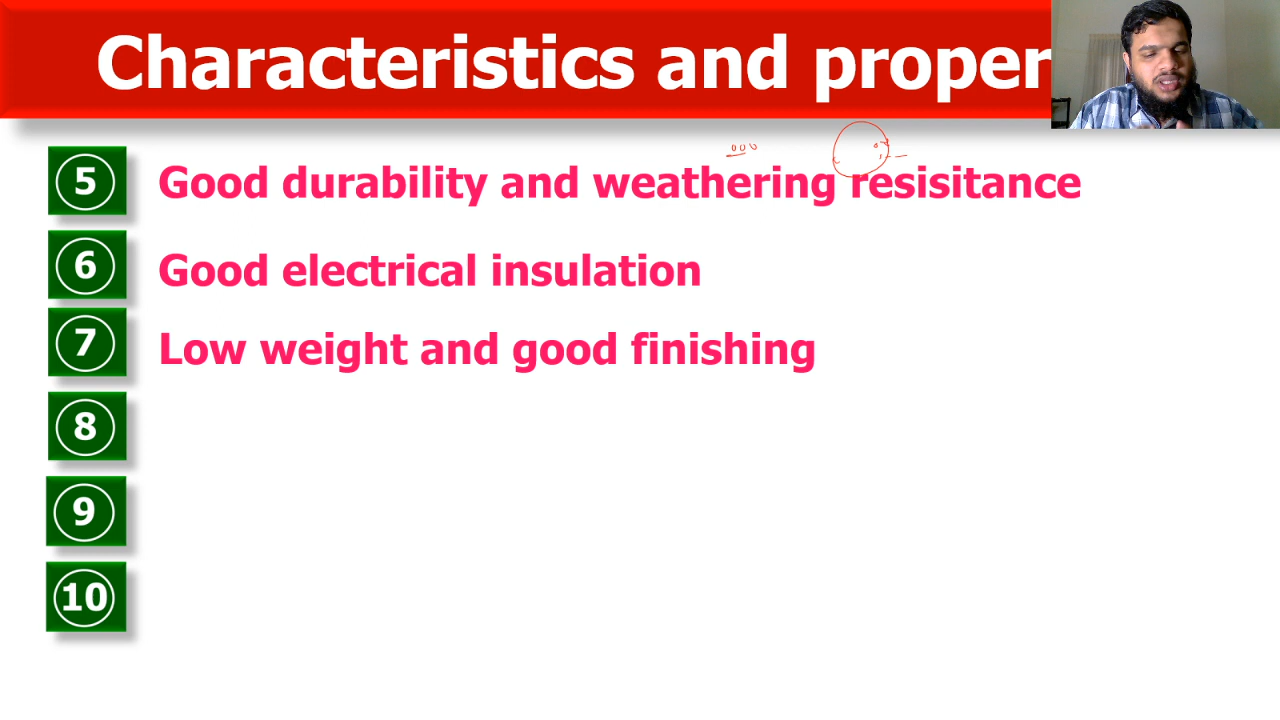 Characteristics and proper
5 Good durability and weathering resisitance
6 Good electrical insulation
7 Low weight and good finishing
8
9
10